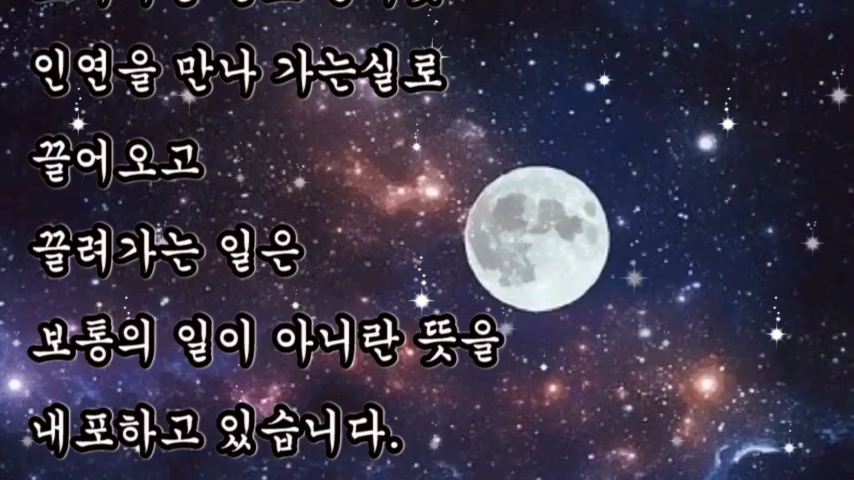 인연을 만나 가는실로
끌어오고
끌려가는 일은
보통의 일이 아니란 뜻을
내포하고 있습니다.